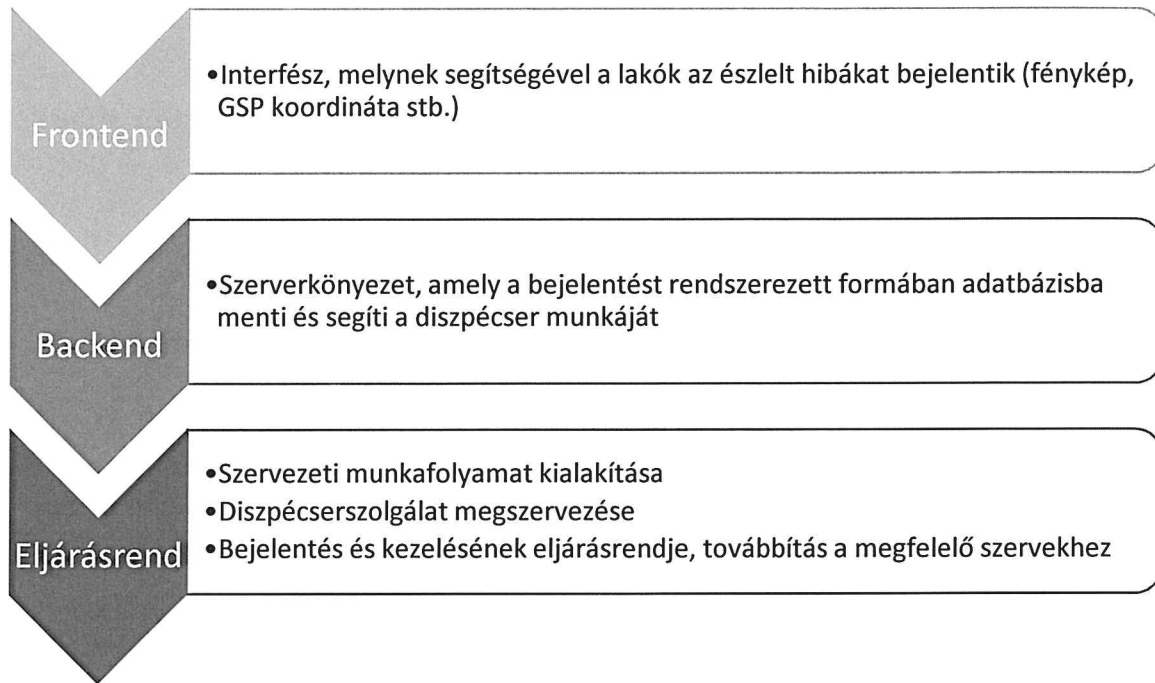 Frontend
•Interfész, melynek segítségével a lakók az észlelt hibákat bejelentik (fénykép,
GSP koordináta stb.)
Backend
•Szerverkönyezet, amely a bejelentést rendszerezett formában adatbázisba
menti és segíti a diszpécser munkáját
Eljárásrend
•Szervezeti munkafolyamat kialakítása
•Diszpécserszolgálat megszervezése
•Bejelentés és kezelésének eljárásrendje, továbbítás a megfelelő szervekhez